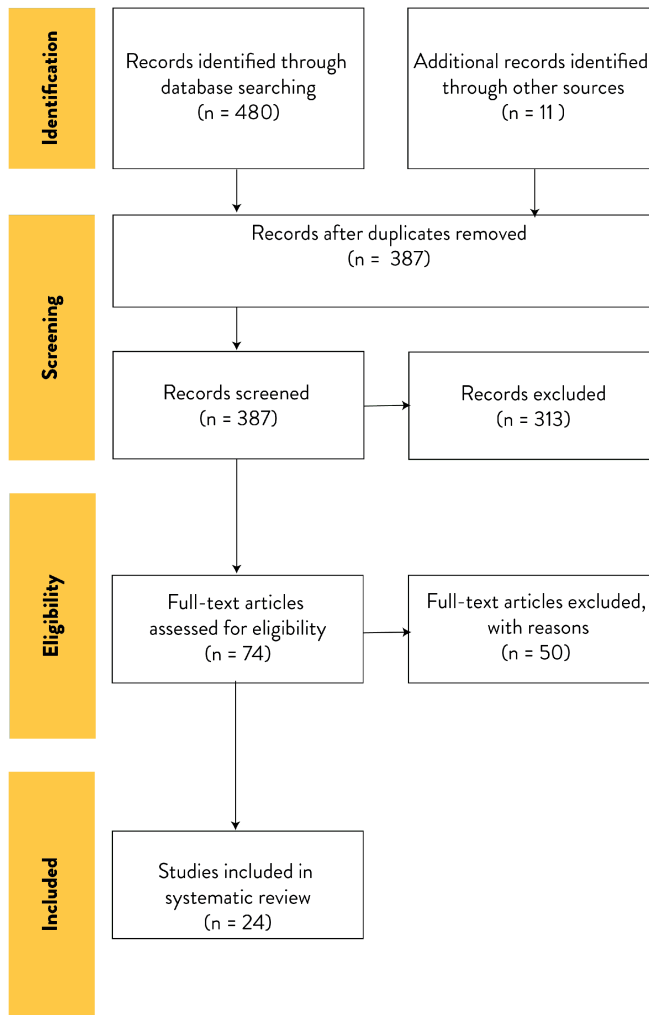 Identification
Records identified through
database searching
(n = 480)
Additional records identified
through other sources
(n = 11 )
Screening
Records after duplicates removed
(n =  387)
Records screened
(n = 387)
Records excluded
(n = 313)
Eligibility
Full-text articles
assessed for eligibility
(n = 74)
Full-text articles excluded,
with reasons
(n = 50)
Included
Studies included in
systematic review
(n = 24)